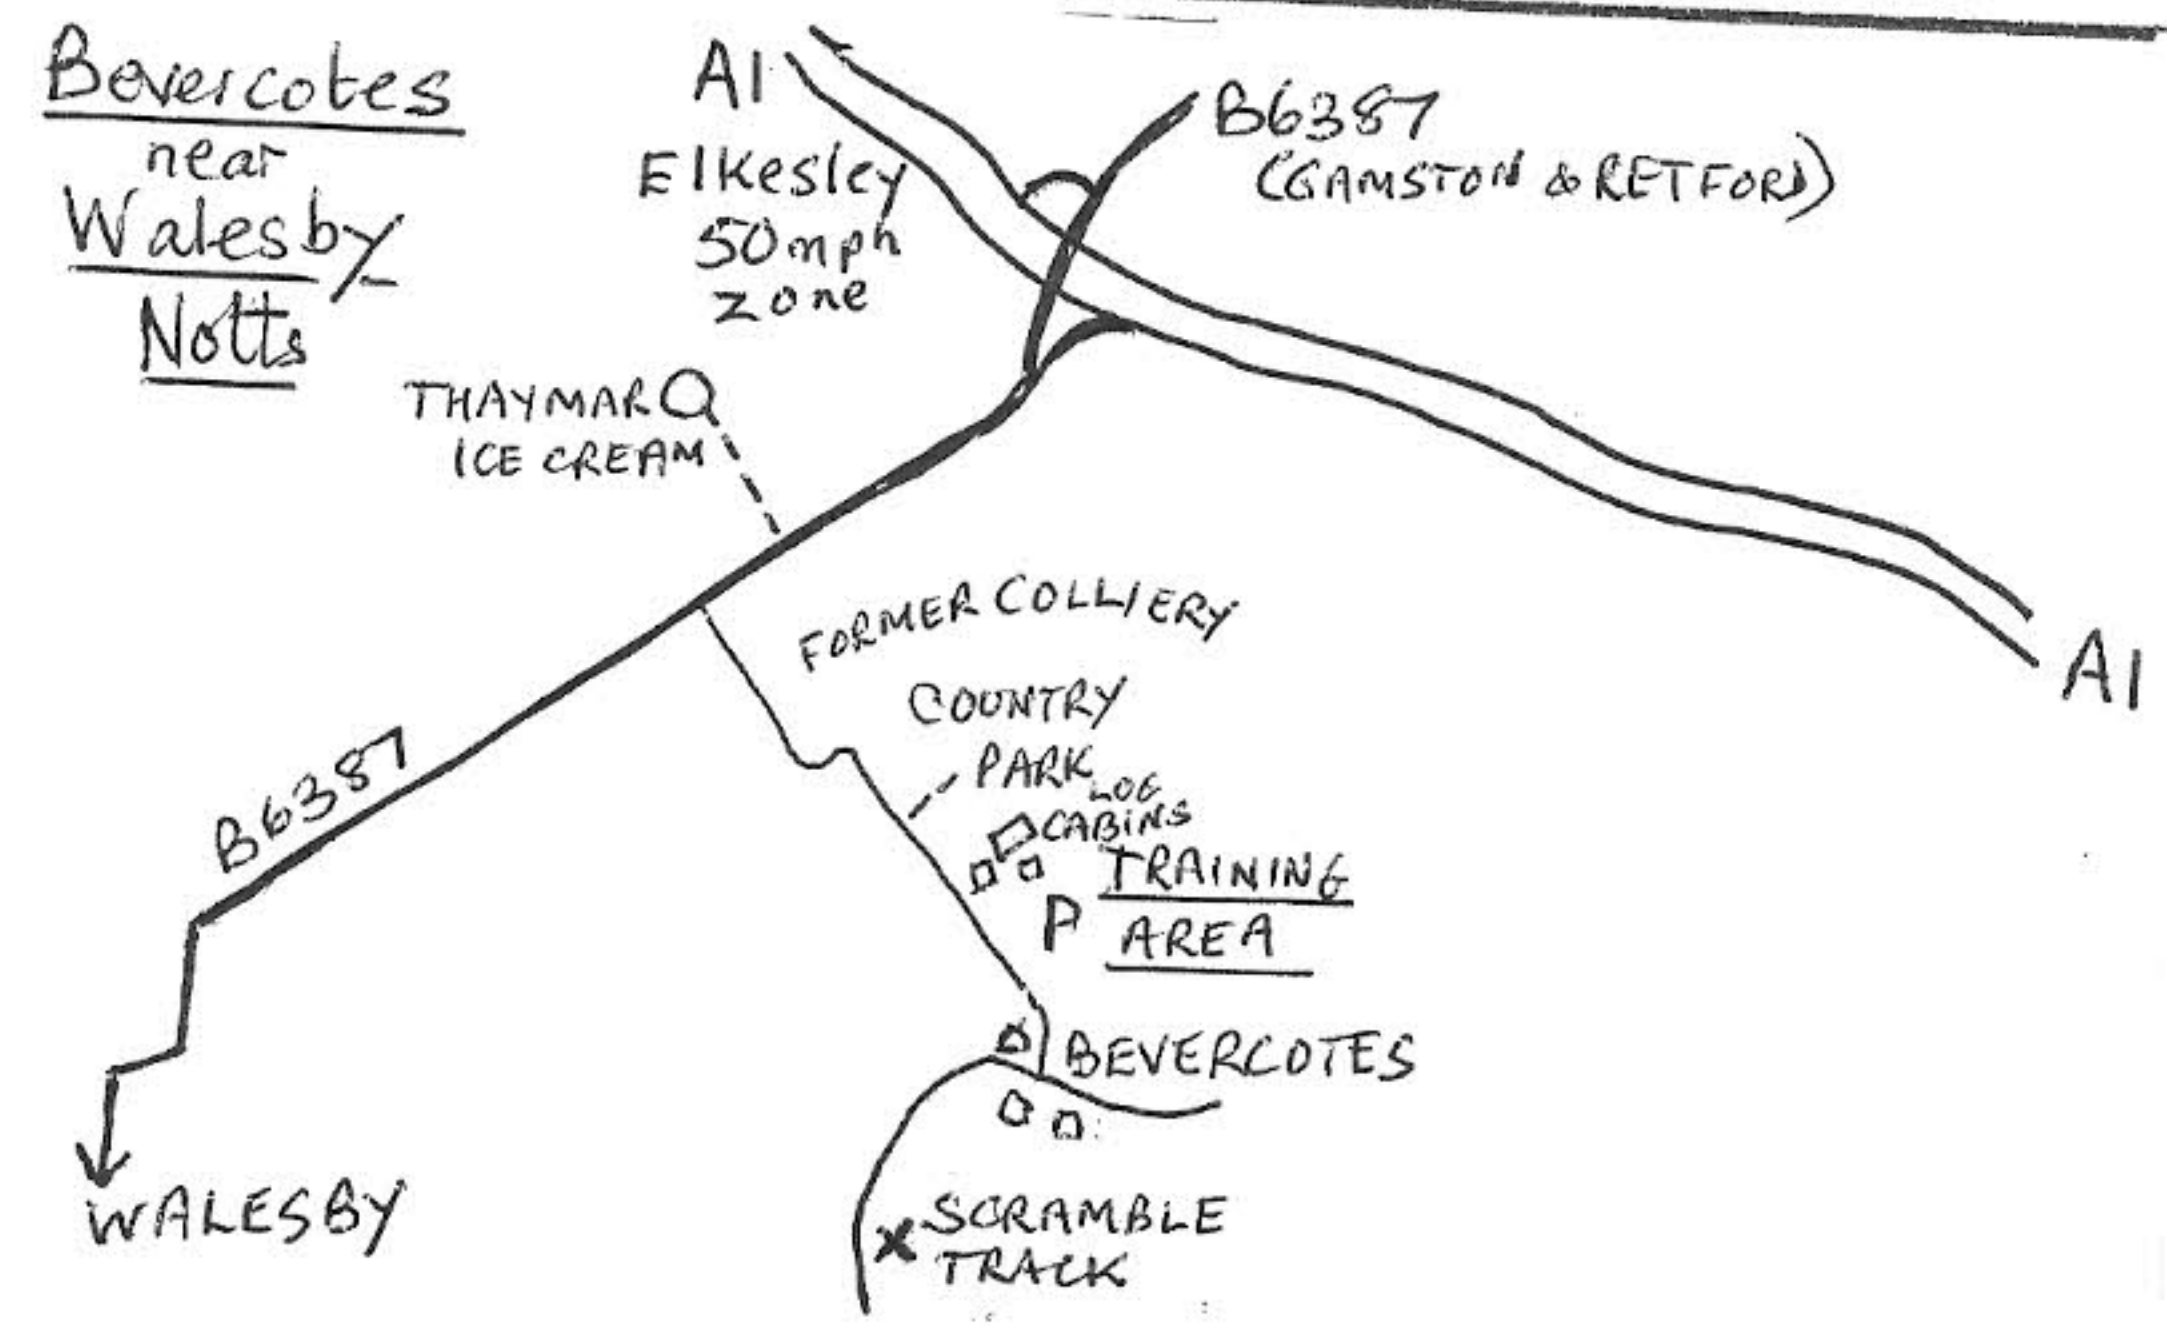 Bevercotes
near
Walesby
Notts
A1
Elkesley
50mph
zone
B6387
(GAMSTON & RETFORD)
THAYMAR
ICE CREAM
FORMER COLLIERY
COUNTRY
PARK
LOG
CABINS
TRAINING
P
AREA
A1
B6387
BEVERCOTES
WALESBY
X SCRAMBLE
TRACK